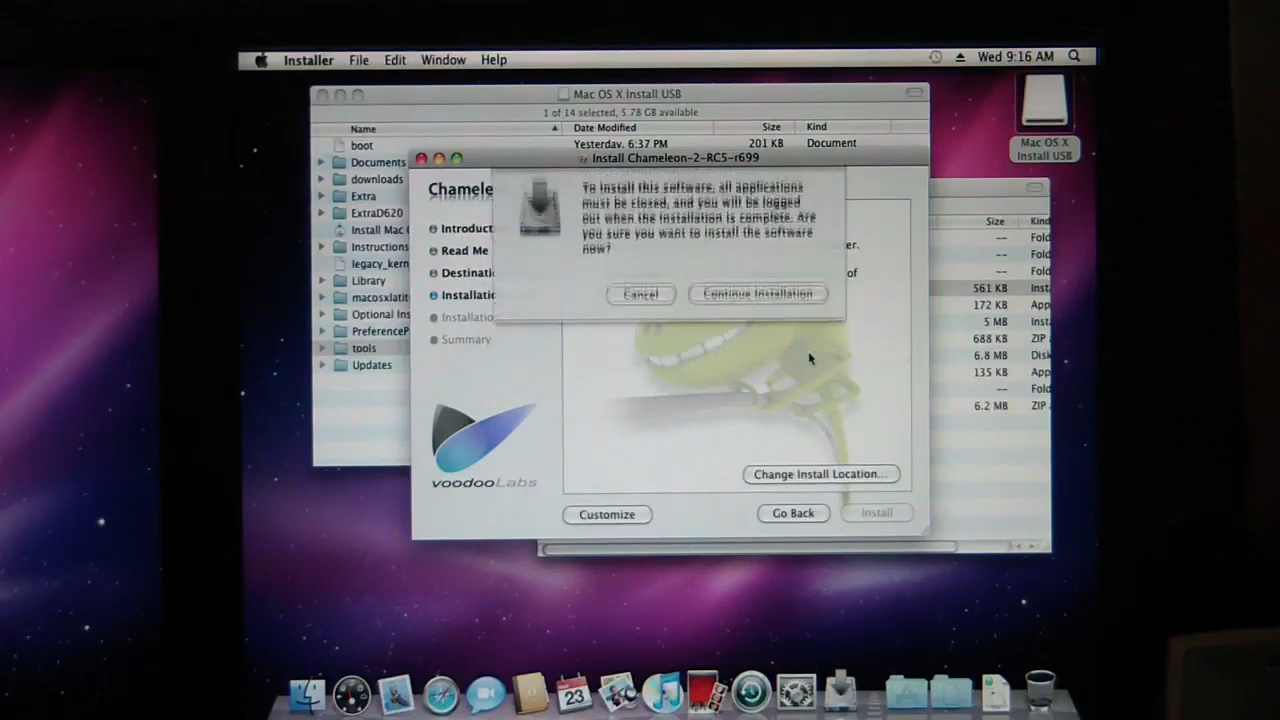 Installer File Edit Window Help Wed 9:16 AM
Mac OS X Install USB
1 of 14 selected, 5.78 GB available
Name Date Modified Size Kind
boot Yesterday, 6:37 PM 201 KB Document
Documents
downloads
Extra
ExtraD620
Install Mac
Instructions
legacy_kern
Library
macosxlatit
Optional Ins
PreferenceP
tools
Updates
Install Chameleon-2-RC5-r699
Chamele
To install this software, all applications
must be closed, and you will be logged
out when the installation is complete. Are
you sure you want to install the software
now?
Cancel Continue Installation
Introduct
Read Me
Destinati
Installatio
Installatio
Summary
er.
of
voodooLabs
Change Install Location...
Customize Go Back Install
Mac OS X
Install USB
Size Kind
-- Fold
-- Fold
-- Fold
561 KB Inst
172 KB App
5 MB Inst
688 KB ZIP
6.8 MB Disk
135 KB App
-- Fold
6.2 MB ZIP
23